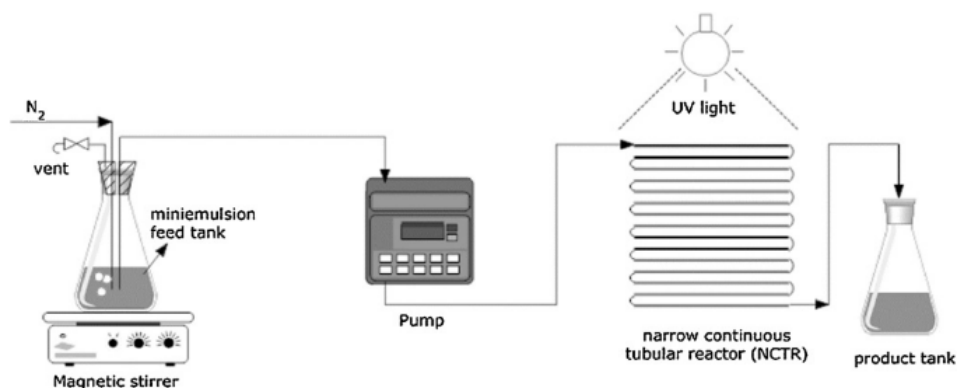 N2
vent
miniemulsion
feed tank
Magnetic stirrer
Pump
UV light
narrow continuous
tubular reactor (NCTR)
product tank